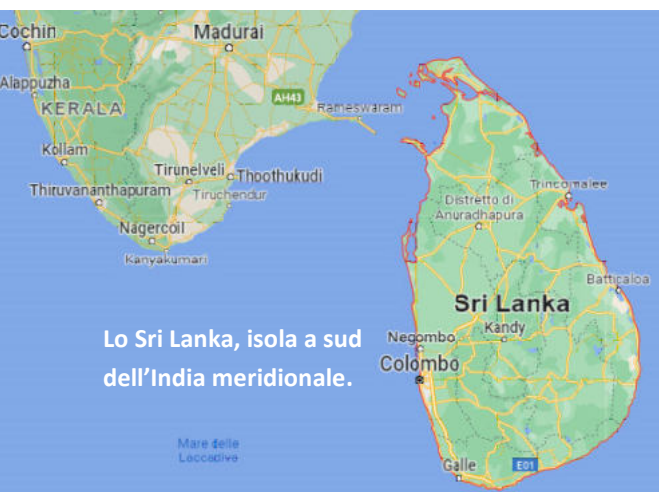 Cochin
Madurai
Alappuzha
AH43
Rameswaram
KERALA
Kollam
Tirunelveli
Thoothukudi
Thiruvananthapuram
Tiruchendur
Trincomalee
Distretto di
Anuradhapura
Nagercoil
Kanyakumari
Batticaloa
Sri Lanka
Lo Sri Lanka, isola a sud
dell’India meridionale.
Negombo
Kandy
Colombo
Mare delle
Laccadive
Galle
E01